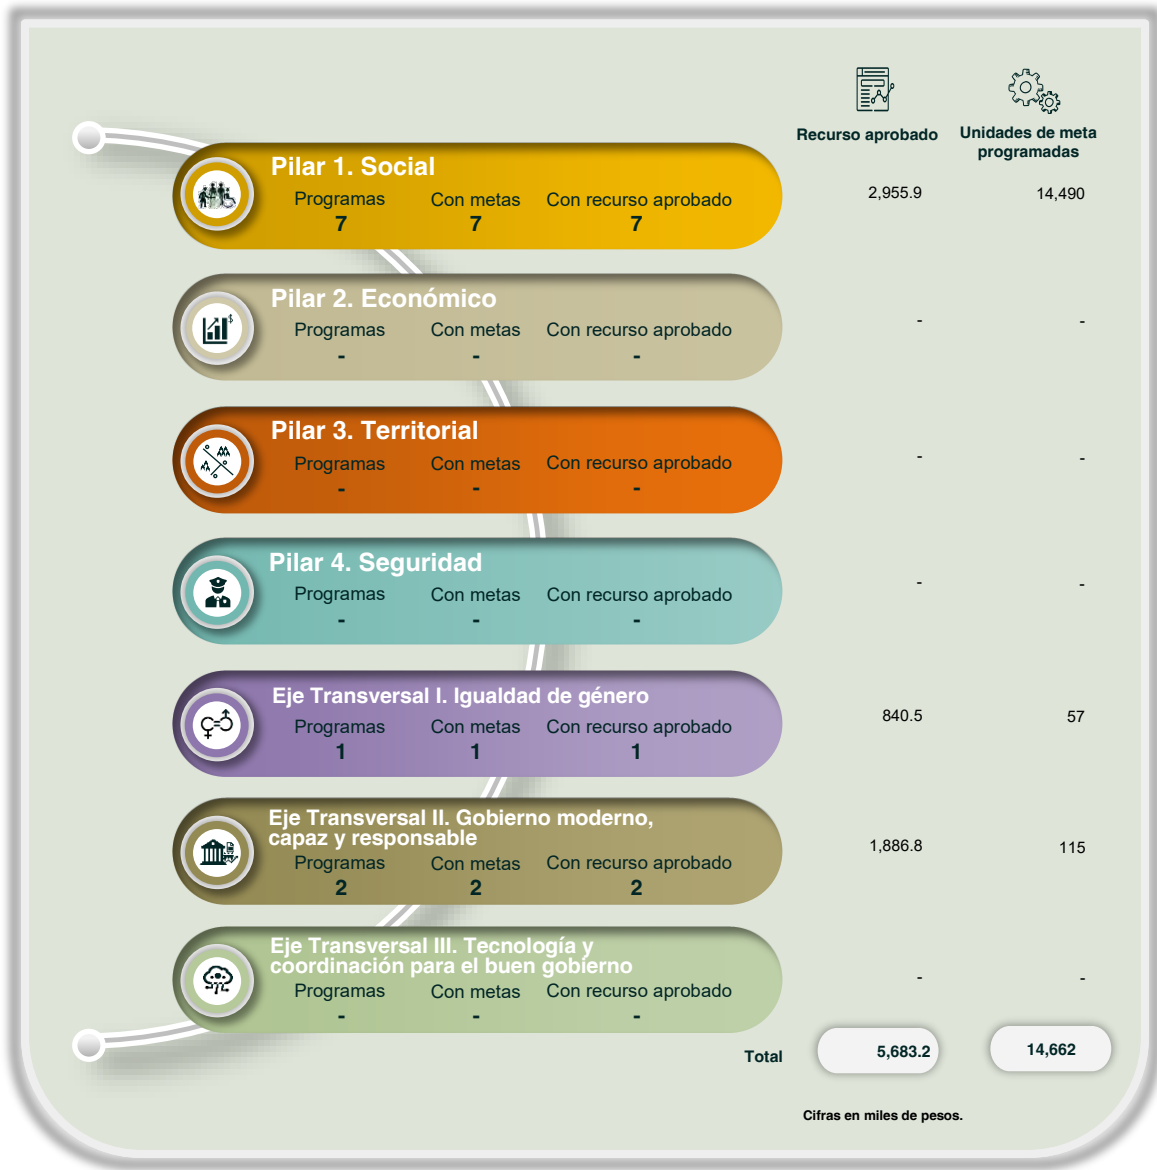 Recurso aprobado
Unidades de meta
programadas
Pilar 1. Social
Programas Con metas Con recurso aprobado
7 7 7
2,955.9 14,490
Pilar 2. Económico
Programas Con metas Con recurso aprobado
- - -
- -
Pilar 3. Territorial
Programas Con metas Con recurso aprobado
- - -
- -
Pilar 4. Seguridad
Programas Con metas Con recurso aprobado
- - -
- -
Eje Transversal I. Igualdad de género
Programas Con metas Con recurso aprobado
1 1 1
840.5 57
Eje Transversal II. Gobierno moderno,
capaz y responsable
Programas Con metas Con recurso aprobado
2 2 2
1,886.8 115
Eje Transversal III. Tecnología y
coordinación para el buen gobierno
Programas Con metas Con recurso aprobado
- - -
- -
Total 5,683.2 14,662
Cifras en miles de pesos.